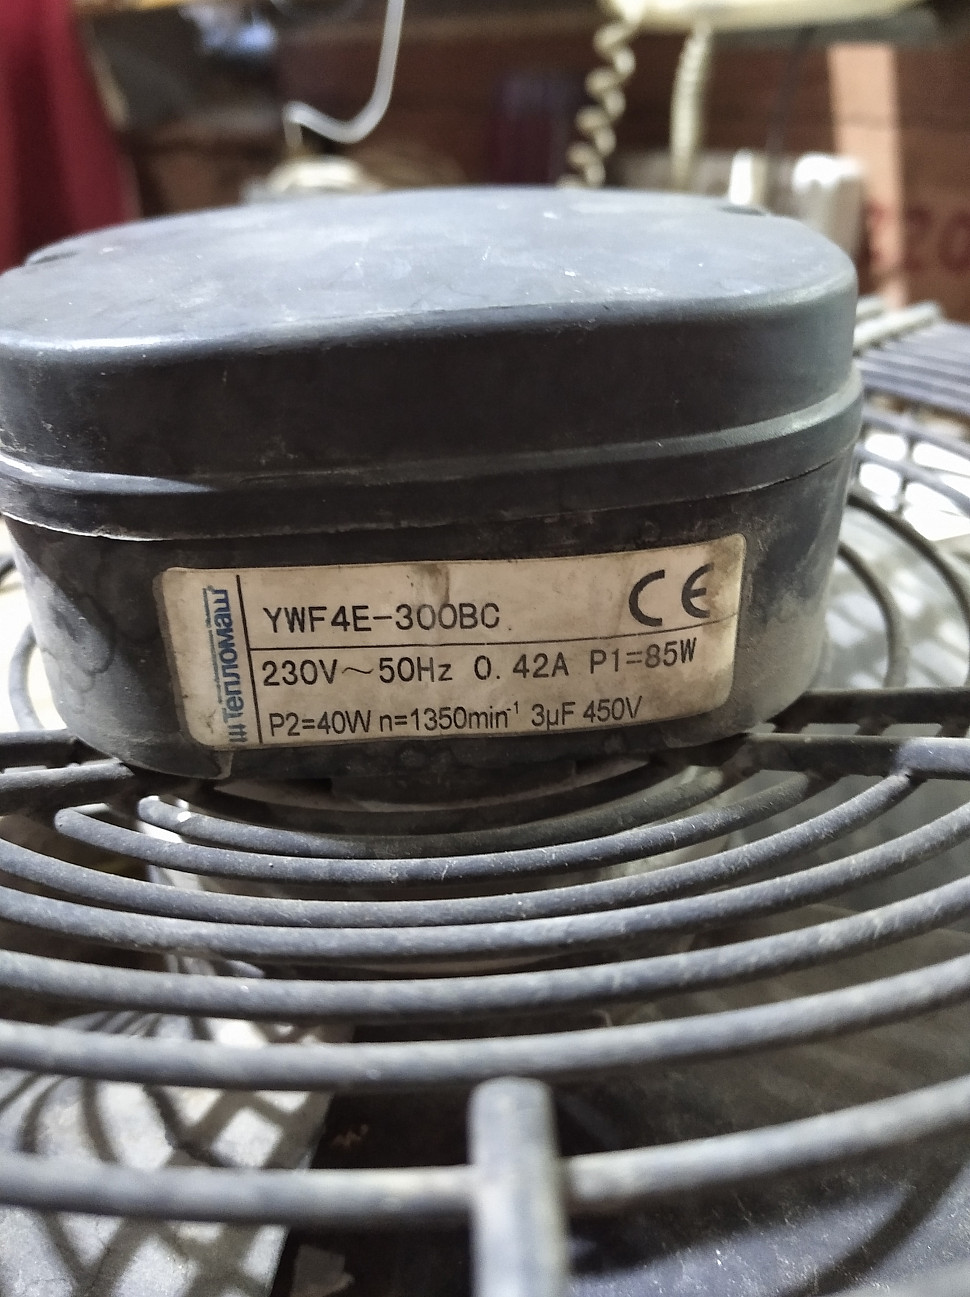 Тепломаш
YWF4E-300BC
CE
230V~50Hz 0.42A P1=85W
P2=40W n=1350min⁻¹ 3µF 450V